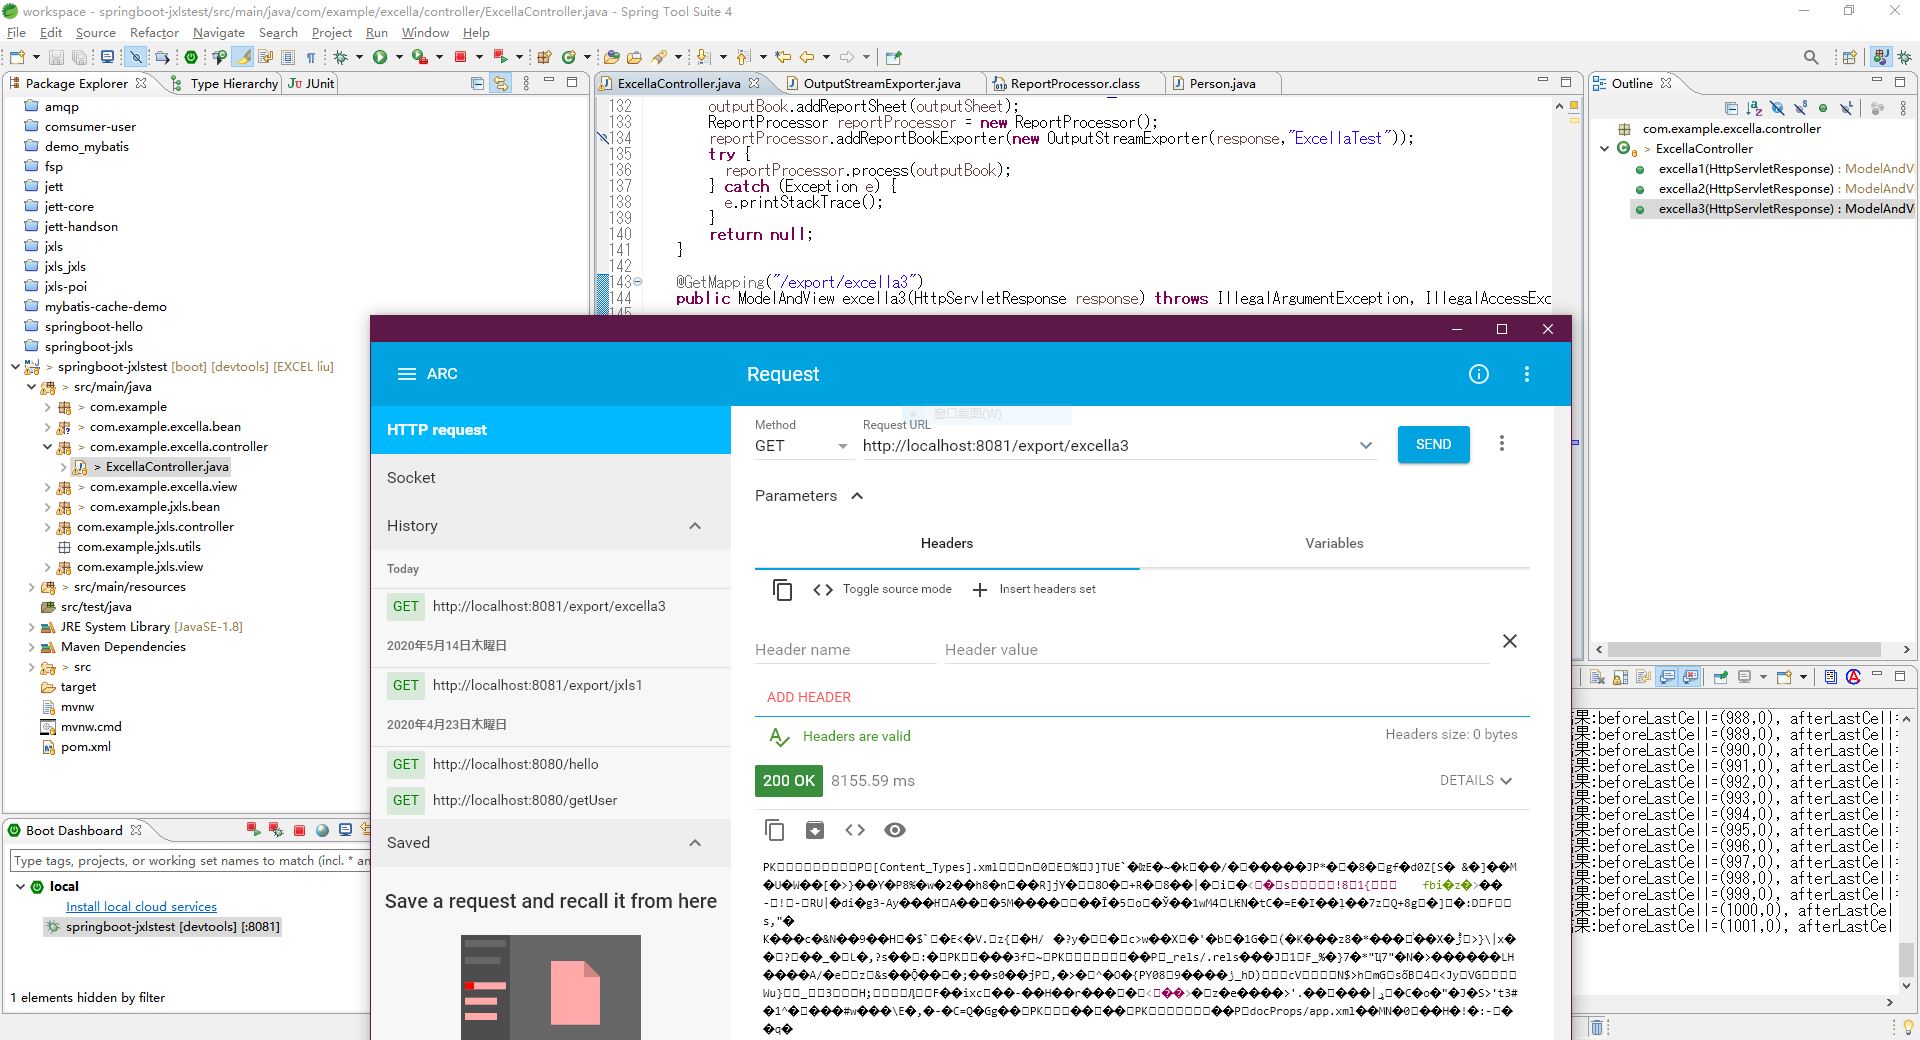 workspace - springboot-jxlstest/src/main/java/com/example/excella/controller/ExcellaController.java - Spring Tool Suite 4
File Edit Source Refactor Navigate Search Project Run Window Help
Package Explorer Type Hierarchy JUnit
amqp
comsumer-user
demo_mybatis
fsp
jett
jett-core
jett-handson
jxls
jxls_jxls
jxls-poi
mybatis-cache-demo
springboot-hello
springboot-jxls
> springboot-jxlstest [boot] [devtools] [EXCEL liu]
> src/main/java
> com.example
> com.example.excella.bean
> com.example.excella.controller
> ExcellaController.java
> com.example.excella.view
> com.example.jxls.bean
com.example.jxls.controller
com.example.jxls.utils
com.example.jxls.view
> src/main/resources
src/test/java
JRE System Library [JavaSE-1.8]
Maven Dependencies
> src
target
mvnw
mvnw.cmd
pom.xml
Boot Dashboard
Type tags, projects, or working set names to match (incl. * an
local
Install local cloud services
springboot-jxlstest [devtools] [:8081]
1 elements hidden by filter
ExcellaController.java OutputStreamExporter.java ReportProcessor.class Person.java
132 outputBook.addReportSheet(outputSheet);
133 ReportProcessor reportProcessor = new ReportProcessor();
134 reportProcessor.addReportBookExporter(new OutputStreamExporter(response,"ExcellaTest"));
135 try {
136 reportProcessor.process(outputBook);
137 } catch (Exception e) {
138 e.printStackTrace();
139 }
140 return null;
141 }
142
143 @GetMapping("/export/excella3")
144 public ModelAndView excella3(HttpServletResponse response) throws IllegalArgumentException, IllegalAccessExc
Outline
com.example.excella.controller
> ExcellaController
excella1(HttpServletResponse) : ModelAndV
excella2(HttpServletResponse) : ModelAndV
excella3(HttpServletResponse) : ModelAndV
ARC
Request
HTTP request
Socket
History
Today
GET http://localhost:8081/export/excella3
2020年5月14日木曜日
GET http://localhost:8081/export/jxls1
2020年4月23日木曜日
GET http://localhost:8080/hello
GET http://localhost:8080/getUser
Saved
Save a request and recall it from here
窗口截图(W)
Method
GET
Request URL
http://localhost:8081/export/excella3
SEND
Parameters
Headers Variables
Toggle source mode Insert headers set
Header name Header value
ADD HEADER
Headers are valid
Headers size: 0 bytes
200 OK 8155.59 ms
DETAILS
果:beforeLastCell=(988,0), afterLastCell=
果:beforeLastCell=(989,0), afterLastCell=
果:beforeLastCell=(990,0), afterLastCell=
果:beforeLastCell=(991,0), afterLastCell=
果:beforeLastCell=(992,0), afterLastCell=
果:beforeLastCell=(993,0), afterLastCell=
果:beforeLastCell=(994,0), afterLastCell=
果:beforeLastCell=(995,0), afterLastCell=
果:beforeLastCell=(996,0), afterLastCell=
果:beforeLastCell=(997,0), afterLastCell=
果:beforeLastCell=(998,0), afterLastCell=
果:beforeLastCell=(999,0), afterLastCell=
果:beforeLastCell=(1000,0), afterLastCel
果:beforeLastCell=(1001,0), afterLastCel